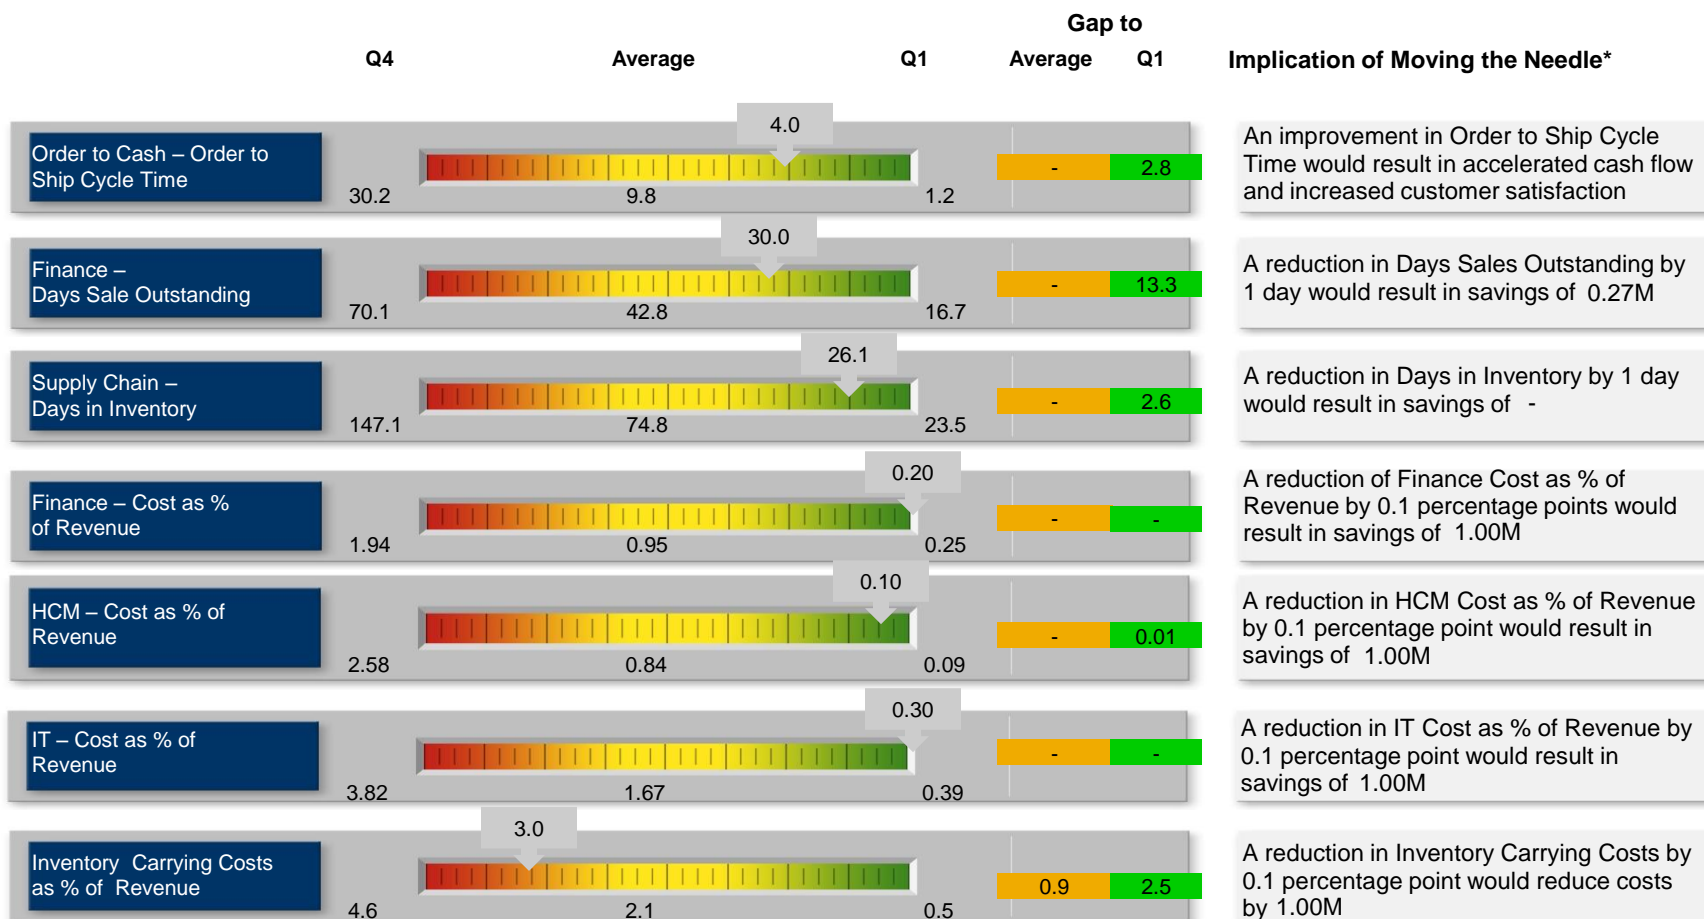 Gap to
Q4 Average Q1 Average Q1 Implication of Moving the Needle*
4.0
Order to Cash – Order to
Ship Cycle Time
30.2 9.8 1.2
- 2.8
An improvement in Order to Ship Cycle
Time would result in accelerated cash flow
and increased customer satisfaction
30.0
Finance –
Days Sale Outstanding
70.1 42.8 16.7
- 13.3
A reduction in Days Sales Outstanding by
1 day would result in savings of 0.27M
26.1
Supply Chain –
Days in Inventory
147.1 74.8 23.5
- 2.6
A reduction in Days in Inventory by 1 day
would result in savings of -
0.20
Finance – Cost as %
of Revenue
1.94 0.95 0.25
- -
A reduction of Finance Cost as % of
Revenue by 0.1 percentage points would
result in savings of 1.00M
0.10
HCM – Cost as % of
Revenue
2.58 0.84 0.09
- 0.01
A reduction in HCM Cost as % of Revenue
by 0.1 percentage point would result in
savings of 1.00M
0.30
IT – Cost as % of
Revenue
3.82 1.67 0.39
- -
A reduction in IT Cost as % of Revenue by
0.1 percentage point would result in
savings of 1.00M
3.0
Inventory Carrying Costs
as % of Revenue
4.6 2.1 0.5
0.9 2.5
A reduction in Inventory Carrying Costs by
0.1 percentage point would reduce costs
by 1.00M